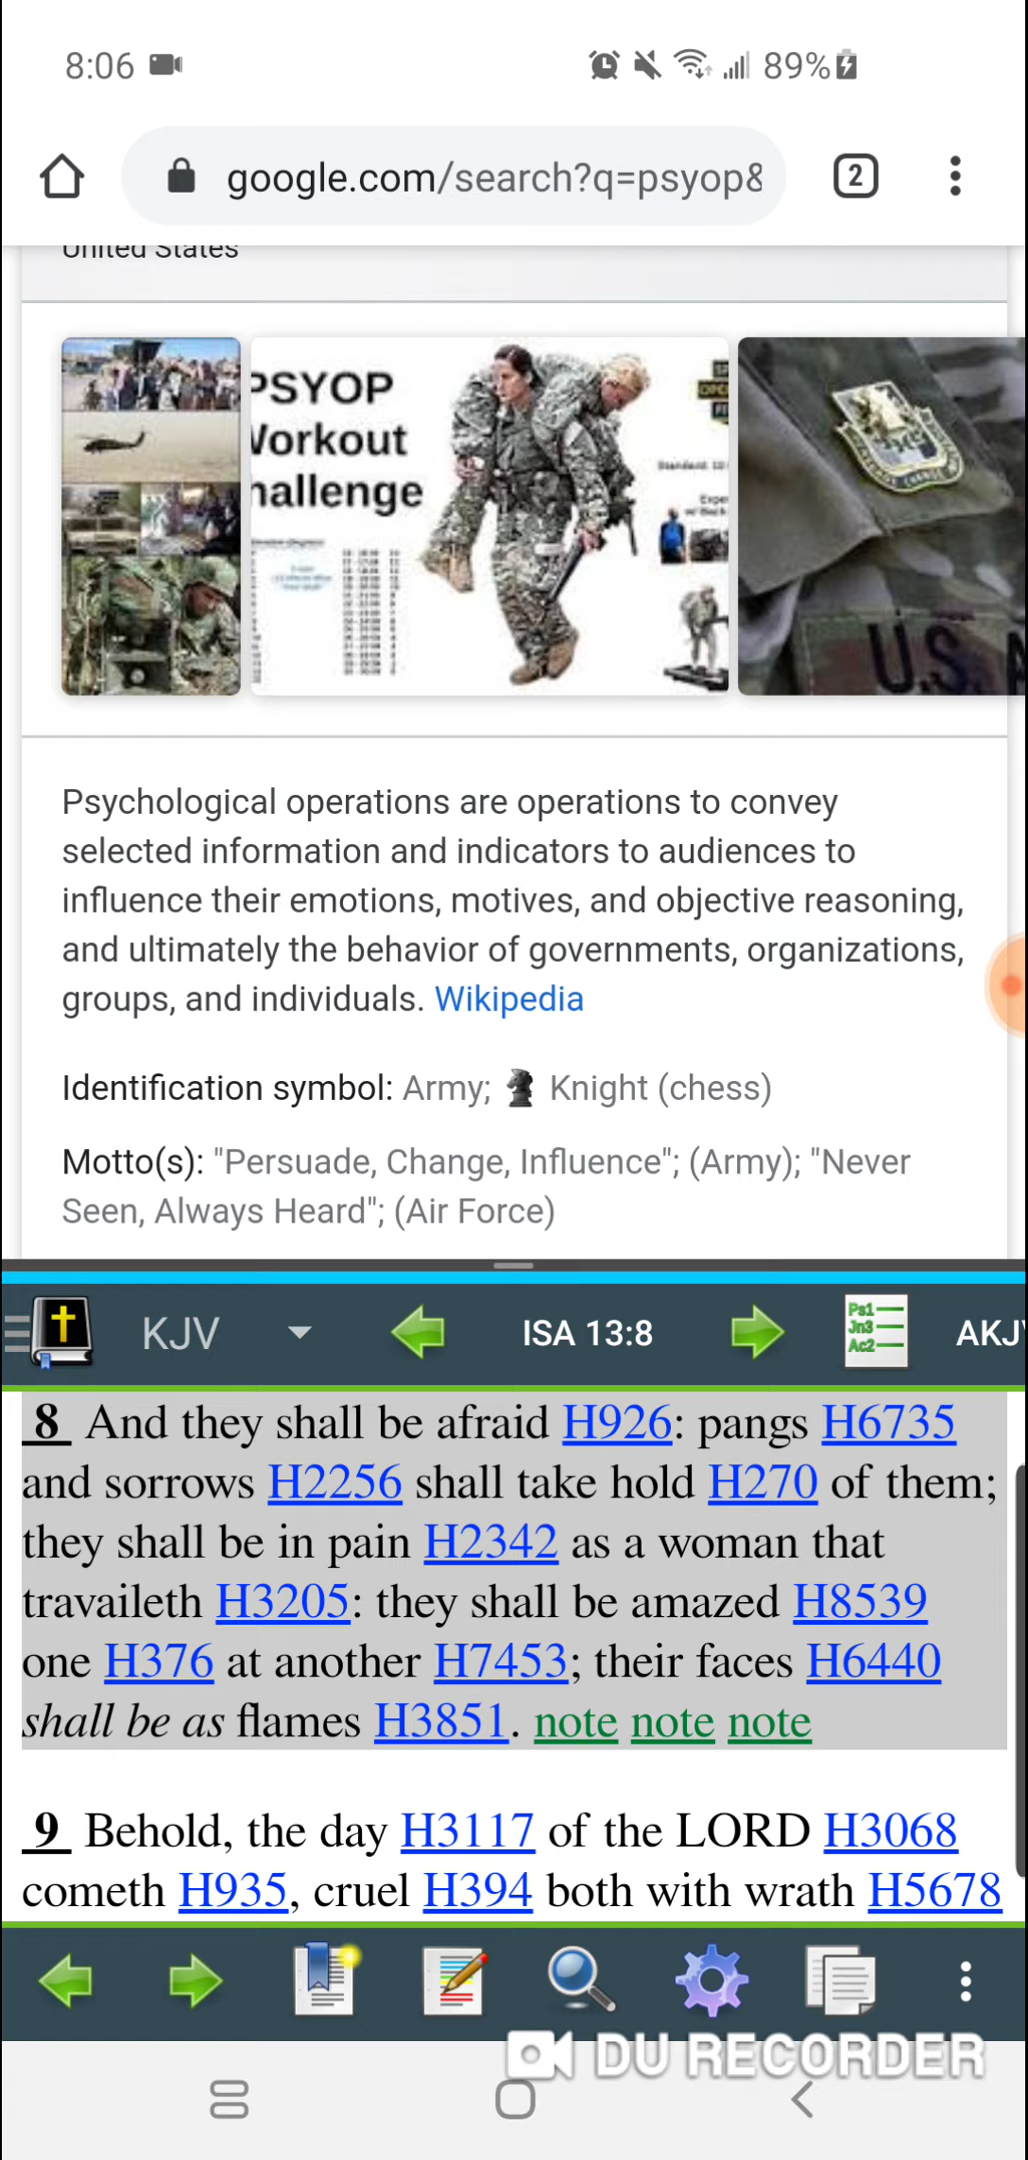 8:06
89%
google.com/search?q=psyop&
2
United States
PSYOP
Workout
hallenge
U.S. A
Psychological operations are operations to convey
selected information and indicators to audiences to
influence their emotions, motives, and objective reasoning,
and ultimately the behavior of governments, organizations,
groups, and individuals. Wikipedia
Identification symbol: Army; Knight (chess)
Motto(s): "Persuade, Change, Influence"; (Army); "Never
Seen, Always Heard"; (Air Force)
KJV
ISA 13:8
Ps1
Jn3
Ac2
AKJ
8 And they shall be afraid H926: pangs H6735
and sorrows H2256 shall take hold H270 of them;
they shall be in pain H2342 as a woman that
travaileth H3205: they shall be amazed H8539
one H376 at another H7453; their faces H6440
shall be as flames H3851. note note note
9 Behold, the day H3117 of the LORD H3068
cometh H935, cruel H394 both with wrath H5678
DU RECORDER